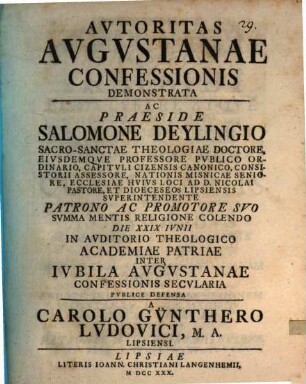 29.
AVTORITAS
AVGVSTANAE
CONFESSIONIS
DEMONSTRATA
AC
PRAESIDE
SALOMONE DEYLINGIO
SACRO-SANCTAE THEOLOGIAE DOCTORE,
EIVSDEMQVE PROFESSORE PVBLICO OR-
DINARIO, CAPITVLI CIZENSIS CANONICO, CONSI-
STORII ASSESSORE, NATIONIS MISNICAE SENIO-
RE, ECCLESIAE HVIVS LOCI AD D. NICOLAI
PASTORE, ET DIOECESEOS LIPSIENSIS
SVPERINTENDENTE
PATRONO AC PROMOTORE SVO
SVMMA MENTIS RELIGIONE COLENDO
DIE XXIX IVNII
IN AVDITORIO THEOLOGICO
ACADEMIAE PATRIAE
INTER
IVBILA AVGVSTANAE
CONFESSIONIS SECVLARIA
PVBLICE DEFENSA
A
CAROLO GÜNTHERO
LVDOVICI, M. A.
LIPSIENSI.
LIPSIAE
LITERIS IOANN. CHRISTIANI LANGENHEMII,
M DCC XXX.